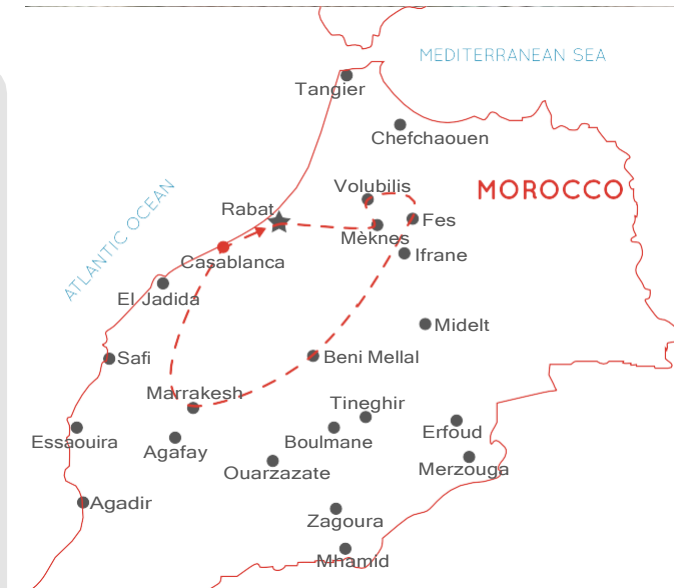 MEDITERRANEAN SEA
Tangier
Chefchaouen
Volubilis
MOROCCO
ATLANTIC OCEAN
Rabat
Fes
Mèknes
Casablanca
Ifrane
El Jadida
Midelt
Safi
Beni Mellal
Marrakesh
Tineghir
Essaouira
Agafay
Boulmane
Erfoud
Ouarzazate
Merzouga
Agadir
Zagoura
Mhamid